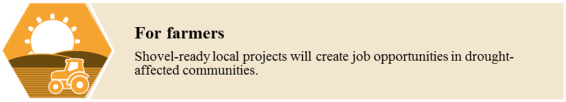 For farmers
Shovel-ready local projects will create job opportunities in drought-
affected communities.